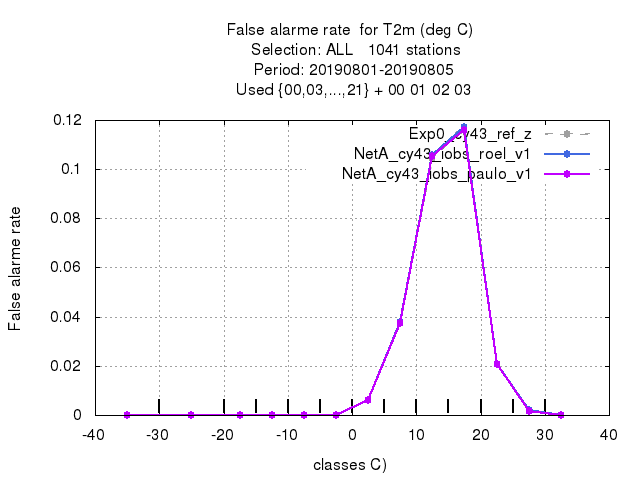 False alarme rate  for T2m (deg C)
Selection: ALL   1041 stations
Period: 20190801-20190805
Used {00,03,...,21} + 00 01 02 03
Exp0_cy43_ref_z
NetA_cy43_iobs_roel_v1
NetA_cy43_iobs_paulo_v1
0.12
0.1
0.08
0.06
0.04
0.02
0
False alarme rate
-40 -30 -20 -10 0 10 20 30 40
classes C)